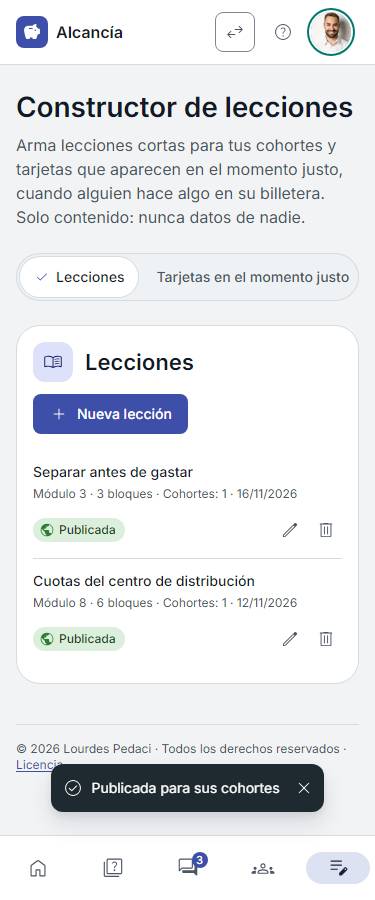 Alcancía
Constructor de lecciones
Arma lecciones cortas para tus cohortes y
tarjetas que aparecen en el momento justo,
cuando alguien hace algo en su billetera.
Solo contenido: nunca datos de nadie.
Lecciones
Tarjetas en el momento justo
Lecciones
Nueva lección
Separar antes de gastar
Módulo 3 · 3 bloques · Cohortes: 1 · 16/11/2026
Publicada
Cuotas del centro de distribución
Módulo 8 · 6 bloques · Cohortes: 1 · 12/11/2026
Publicada
© 2026 Lourdes Pedaci · Todos los derechos reservados ·
Licencia
Publicada para sus cohortes
3